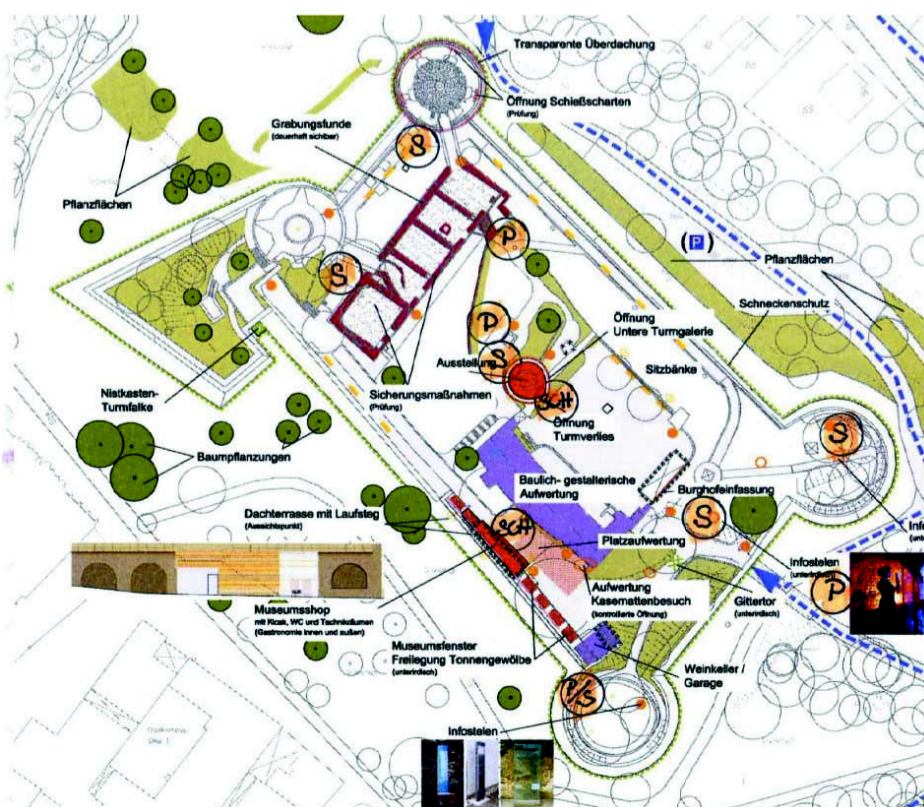 Transparente Überdachung
Öffnung Schießscharten
(Prüfung)
Grabungsfunde
(dauerhaft sichtbar)
S
Pflanzflächen
P
(P)
Pflanzflächen
S
Schneckenschutz
Öffnung
Untere Turmgalerie
P
Ausstellung
S
Sitzbänke
Nistkasten-
Turmfalke
Sicherungsmaßnahmen
(Prüfung)
SCH
Öffnung
Turmverlies
S
Baumpflanzungen
Baulich- gestalterische
Aufwertung
Burghofeinfassung
Dachterrasse mit Laufsteg
(Aussichtspunkt)
SCH
S
Platzaufwertung
Infostelen
(unterirdisch)
P
Aufwertung
Kasemattenbesuch
(kontrollierte Öffnung)
Gittertor
(unterirdisch)
Museumsshop
mit Kiosk, WC und Technikräumen
(Gastronomie innen und außen)
Museumsfenster
Freilegung Tonnengewölbe
(unterirdisch)
Weinkeller /
Garage
P/S
Infostelen